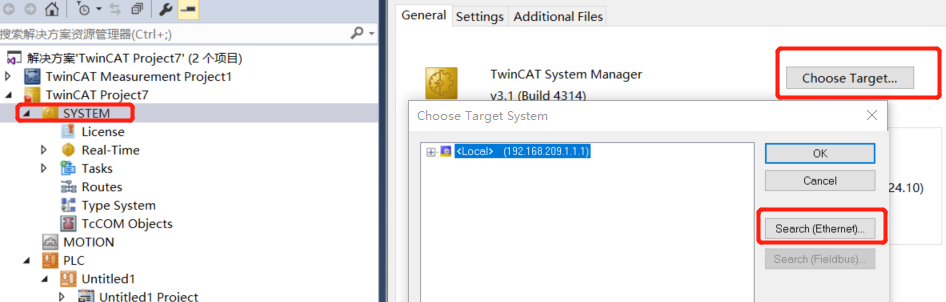 搜索解决方案资源管理器(Ctrl+;)
解决方案'TwinCAT Project7' (2 个项目)
TwinCAT Measurement Project1
TwinCAT Project7
SYSTEM
License
Real-Time
Tasks
Routes
Type System
TcCOM Objects
MOTION
PLC
Untitled1
Untitled1 Project
General
Settings
Additional Files
TwinCAT System Manager
v3.1 (Build 4314)
Choose Target...
Choose Target System
<Local> (192.168.209.1.1.1)
OK
Cancel
24.10)
Search (Ethernet)...
Search (Fieldbus)...